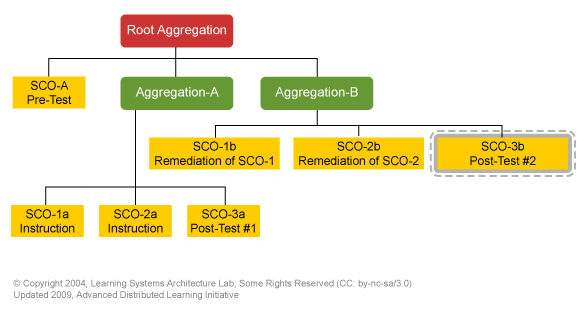 Root Aggregation
SCO-A
Pre-Test
Aggregation-A
Aggregation-B
SCO-1b
Remediation of SCO-1
SCO-2b
Remediation of SCO-2
SCO-3b
Post-Test #2
SCO-1a
Instruction
SCO-2a
Instruction
SCO-3a
Post-Test #1
© Copyright 2004, Learning Systems Architecture Lab, Some Rights Reserved (CC: by-nc-sa/3.0)
Updated 2009, Advanced Distributed Learning Initiative